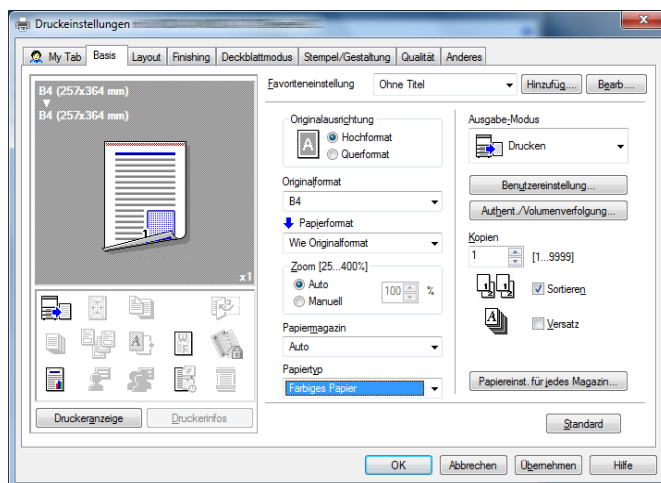 Druckeinstellungen
My Tab
Basis
Layout
Finishing
Deckblattmodus
Stempel/Gestaltung
Qualität
Anderes
B4 (257x364 mm)
B4 (257x364 mm)
1
x1
Druckeranzeige
Druckerinfos
Favoriteneinstellung
Ohne Titel
Hinzufüg....
Bearb....
Originalausrichtung
A
Hochformat
Querformat
Originalformat
B4
Papierformat
Wie Originalformat
Zoom [25...400%]
Auto
Manuell
100
%
Papiermagazin
Auto
Papiertyp
Farbiges Papier
Ausgabe-Modus
Drucken
Benutzereinstellung...
Authent./Volumenverfolgung...
Kopien
1
[1...9999]
Sortieren
Versatz
Papiereinst. für jedes Magazin...
Standard
OK
Abbrechen
Übernehmen
Hilfe